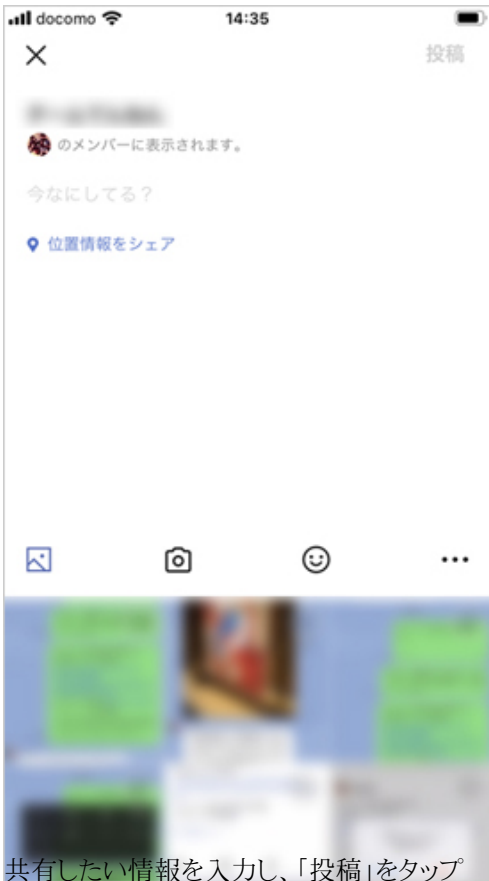 docomo 14:35
投稿
のメンバーに表示されます。
今なにしてる？
位置情報をシェア
共有したい情報を入力し、「投稿」をタップ